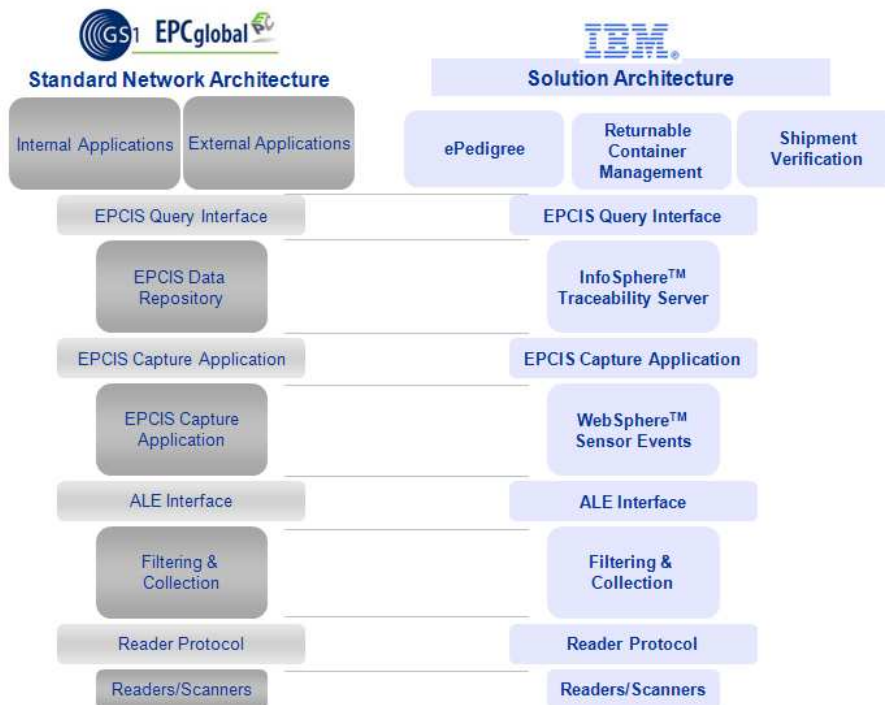 GS1 EPCglobal
IBM®
Standard Network Architecture
Solution Architecture
Internal Applications
External Applications
ePedigree
Returnable
Container
Management
Shipment
Verification
EPCIS Query Interface
EPCIS Query Interface
EPCIS Data
Repository
InfoSphere™
Traceability Server
EPCIS Capture Application
EPCIS Capture Application
EPCIS Capture
Application
WebSphere™
Sensor Events
ALE Interface
ALE Interface
Filtering &
Collection
Filtering &
Collection
Reader Protocol
Reader Protocol
Readers/Scanners
Readers/Scanners